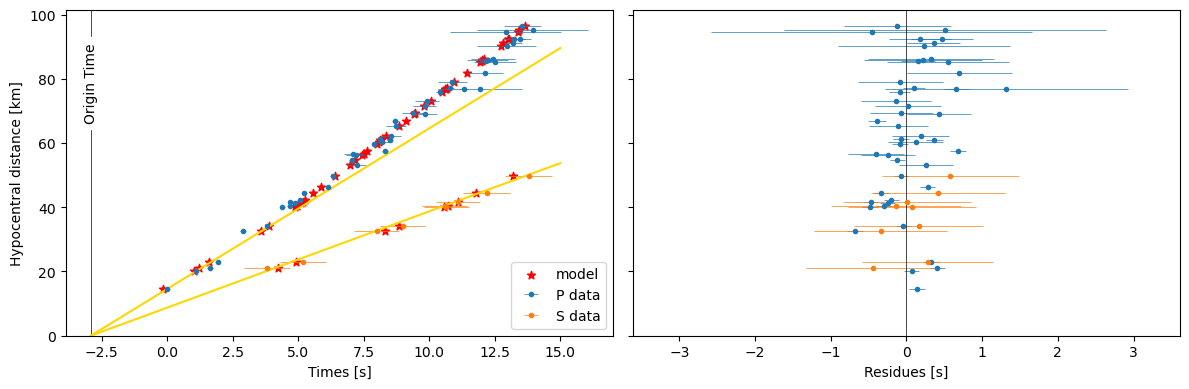 100
80
60
40
20
0
Hypocentral distance [km]
Origin Time
model
P data
S data
−2.5 0.0 2.5 5.0 7.5 10.0 12.5 15.0
Times [s]
−3 −2 −1 0 1 2 3
Residues [s]